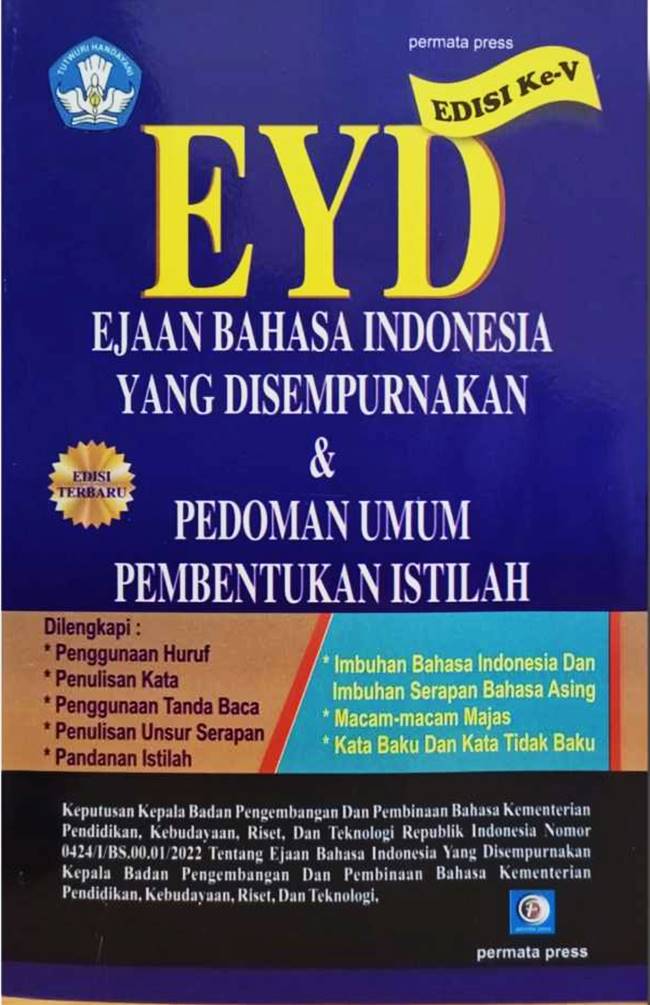 permata press
TUTWURI HANDAYANI
EDISI Ke-V
EYD
EJAAN BAHASA INDONESIA
YANG DISEMPURNAKAN
&
PEDOMAN UMUM
PEMBENTUKAN ISTILAH
EDISI
TERBARU
Dilengkapi :
* Penggunaan Huruf
* Penulisan Kata
* Penggunaan Tanda Baca
* Penulisan Unsur Serapan
* Pandanan Istilah
* Imbuhan Bahasa Indonesia Dan
Imbuhan Serapan Bahasa Asing
* Macam-macam Majas
* Kata Baku Dan Kata Tidak Baku
Keputusan Kepala Badan Pengembangan Dan Pembinaan Bahasa Kementerian
Pendidikan, Kebudayaan, Riset, Dan Teknologi Republik Indonesia Nomor
0424/I/BS.00.01/2022 Tentang Ejaan Bahasa Indonesia Yang Disempurnakan
Kepala Badan Pengembangan Dan Pembinaan Bahasa Kementerian
Pendidikan, Kebudayaan, Riset, Dan Teknologi,
permata press
permata press